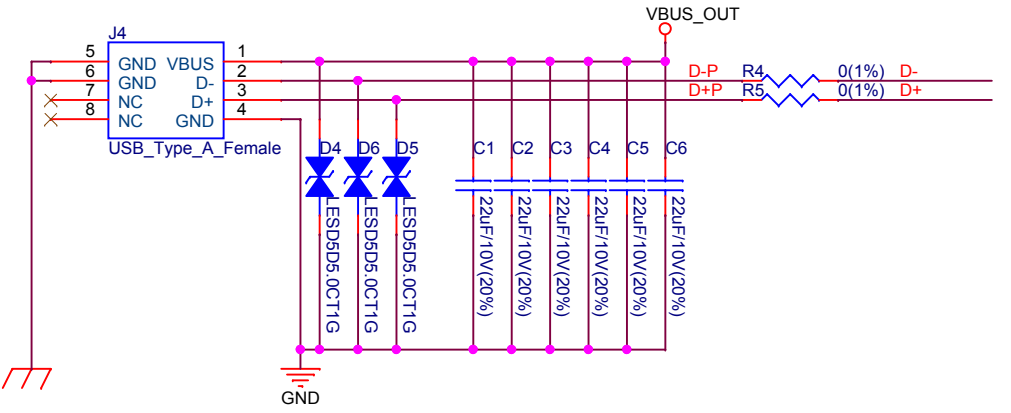 VBUS_OUT
J4
5 GND VBUS 1
6 GND D- 2
7 NC D+ 3
8 NC GND 4
USB_Type_A_Female
D-P R4 0(1%) D-
D+P R5 0(1%) D+
D4 D6 D5 C1 C2 C3 C4 C5 C6
LESD5D5.0CT1G
LESD5D5.0CT1G
LESD5D5.0CT1G
22uF/10V(20%)
22uF/10V(20%)
22uF/10V(20%)
22uF/10V(20%)
22uF/10V(20%)
22uF/10V(20%)
GND